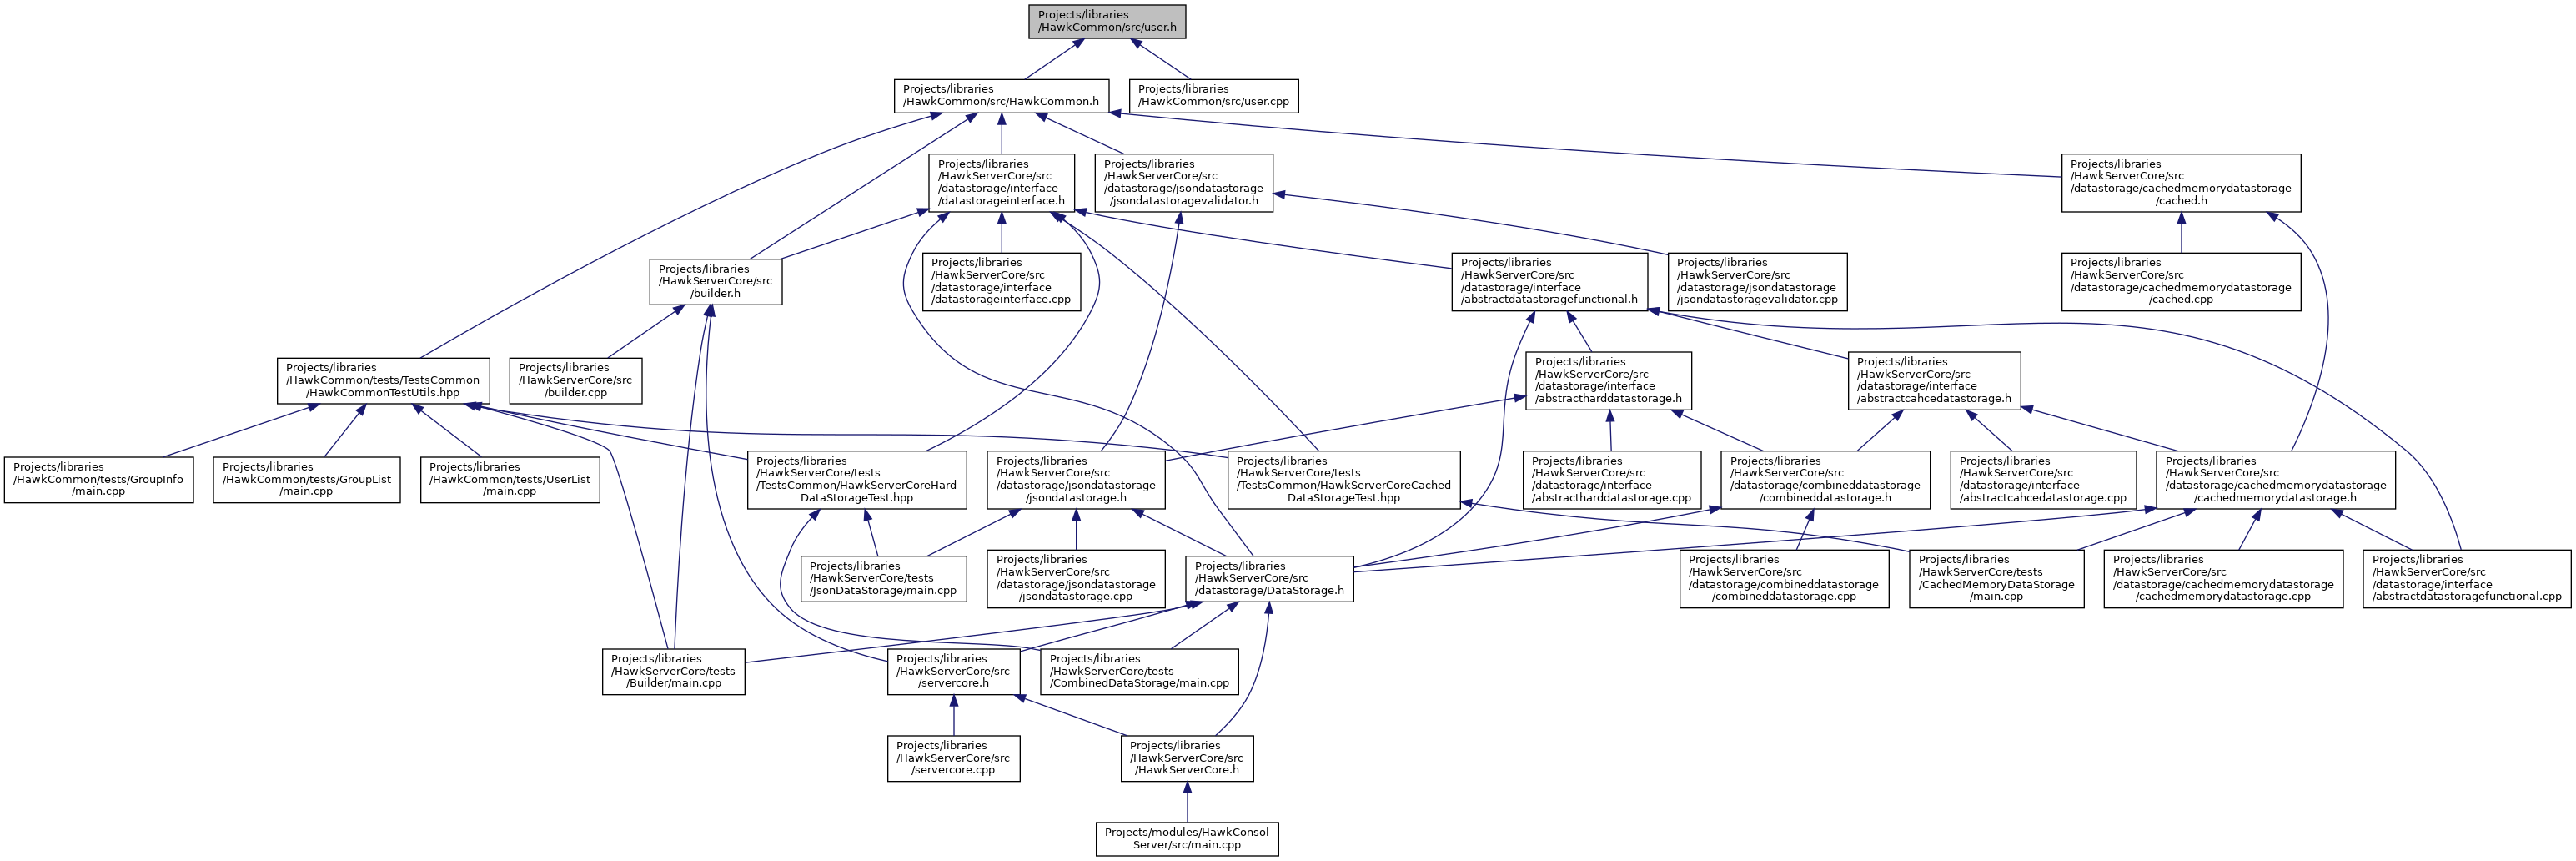 Projects/libraries
/HawkCommon/src/user.h
Projects/libraries
/HawkCommon/src/HawkCommon.h
Projects/libraries
/HawkCommon/src/user.cpp
Projects/libraries
/HawkServerCore/src
/datastorage/interface
/datastorageinterface.h
Projects/libraries
/HawkServerCore/src
/datastorage/jsondatastorage
/jsondatastoragevalidator.h
Projects/libraries
/HawkServerCore/src
/datastorage/cachedmemorydatastorage
/cached.h
Projects/libraries
/HawkServerCore/src
/builder.h
Projects/libraries
/HawkServerCore/src
/datastorage/interface
/datastorageinterface.cpp
Projects/libraries
/HawkServerCore/src
/datastorage/interface
/abstractdatastoragefunctional.h
Projects/libraries
/HawkServerCore/src
/datastorage/jsondatastorage
/jsondatastoragevalidator.cpp
Projects/libraries
/HawkServerCore/src
/datastorage/cachedmemorydatastorage
/cached.cpp
Projects/libraries
/HawkCommon/tests/TestsCommon
/HawkCommonTestUtils.hpp
Projects/libraries
/HawkServerCore/src
/builder.cpp
Projects/libraries
/HawkServerCore/src
/datastorage/interface
/abstractharddatastorage.h
Projects/libraries
/HawkServerCore/src
/datastorage/interface
/abstractcahcedatastorage.h
Projects/libraries
/HawkCommon/tests/GroupInfo
/main.cpp
Projects/libraries
/HawkCommon/tests/GroupList
/main.cpp
Projects/libraries
/HawkCommon/tests/UserList
/main.cpp
Projects/libraries
/HawkServerCore/tests
/TestsCommon/HawkServerCoreHard
DataStorageTest.hpp
Projects/libraries
/HawkServerCore/src
/datastorage/jsondatastorage
/jsondatastorage.h
Projects/libraries
/HawkServerCore/tests
/TestsCommon/HawkServerCoreCached
DataStorageTest.hpp
Projects/libraries
/HawkServerCore/src
/datastorage/interface
/abstractharddatastorage.cpp
Projects/libraries
/HawkServerCore/src
/datastorage/combineddatastorage
/combineddatastorage.h
Projects/libraries
/HawkServerCore/src
/datastorage/interface
/abstractcahcedatastorage.cpp
Projects/libraries
/HawkServerCore/src
/datastorage/cachedmemorydatastorage
/cachedmemorydatastorage.h
Projects/libraries
/HawkServerCore/tests
/JsonDataStorage/main.cpp
Projects/libraries
/HawkServerCore/src
/datastorage/jsondatastorage
/jsondatastorage.cpp
Projects/libraries
/HawkServerCore/src
/datastorage/DataStorage.h
Projects/libraries
/HawkServerCore/src
/datastorage/combineddatastorage
/combineddatastorage.cpp
Projects/libraries
/HawkServerCore/tests
/CachedMemoryDataStorage
/main.cpp
Projects/libraries
/HawkServerCore/src
/datastorage/cachedmemorydatastorage
/cachedmemorydatastorage.cpp
Projects/libraries
/HawkServerCore/src
/datastorage/interface
/abstractdatastoragefunctional.cpp
Projects/libraries
/HawkServerCore/tests
/Builder/main.cpp
Projects/libraries
/HawkServerCore/src
/servercore.h
Projects/libraries
/HawkServerCore/tests
/CombinedDataStorage/main.cpp
Projects/libraries
/HawkServerCore/src
/servercore.cpp
Projects/libraries
/HawkServerCore/src
/HawkServerCore.h
Projects/modules/HawkConsol
Server/src/main.cpp